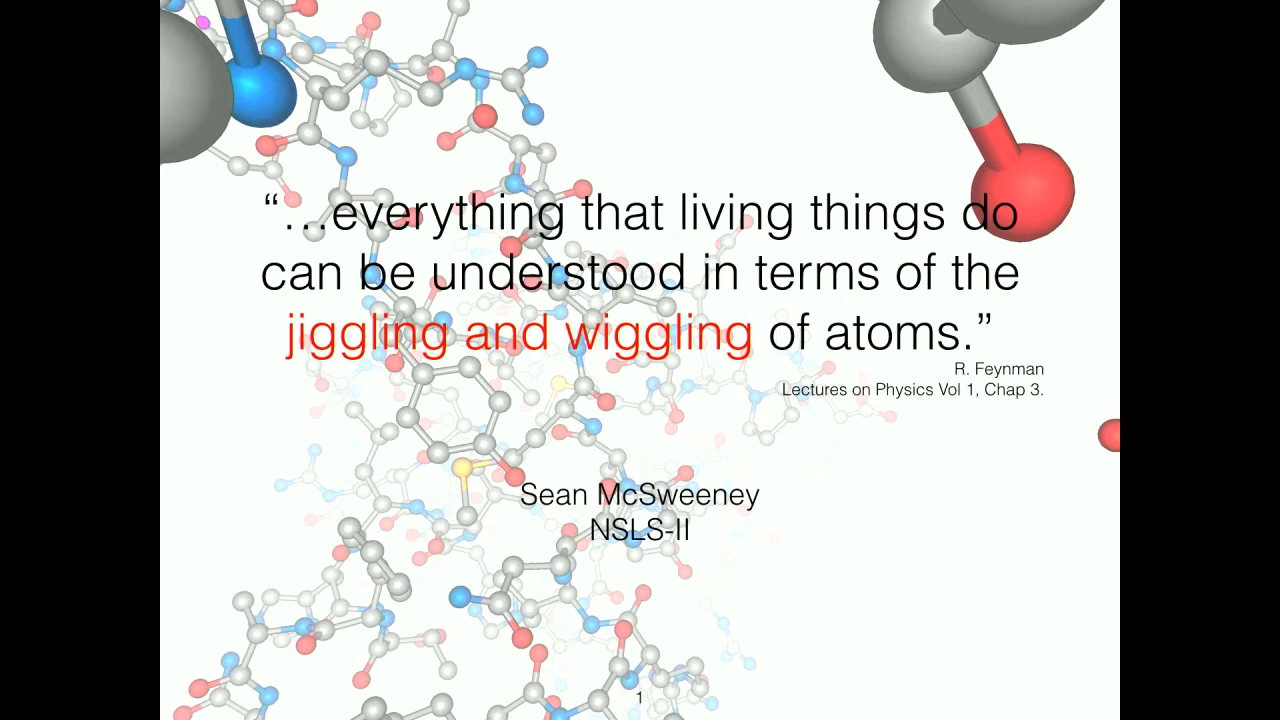 “…everything that living things do
can be understood in terms of the
jiggling and wiggling of atoms.”
R. Feynman
Lectures on Physics Vol 1, Chap 3.
Sean McSweeney
NSLS-II
1